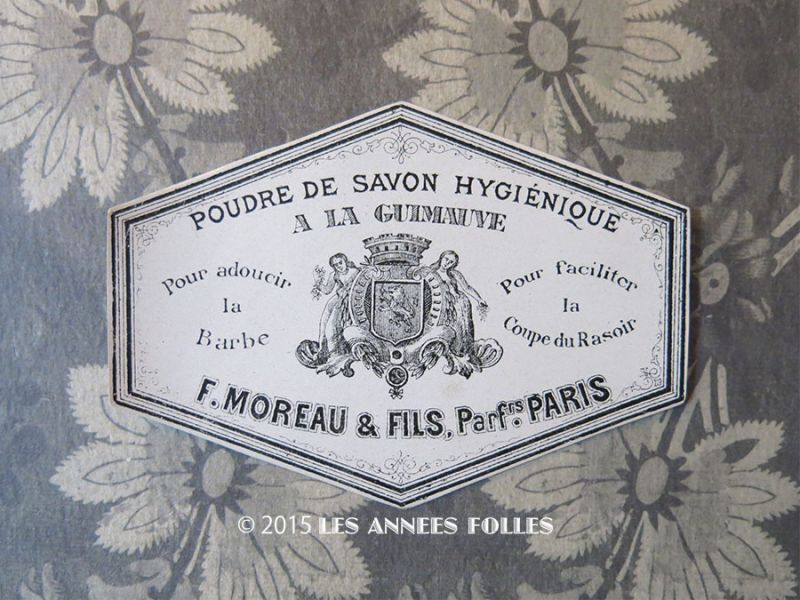 POUDRE DE SAVON HYGIÉNIQUE
A LA GUIMAUVE
Pour adoucir
la
Barbe
Pour faciliter
la
Coupe du Rasoir
F. MOREAU & FILS, Parfrs. PARIS
© 2015 LES ANNEES FOLLES